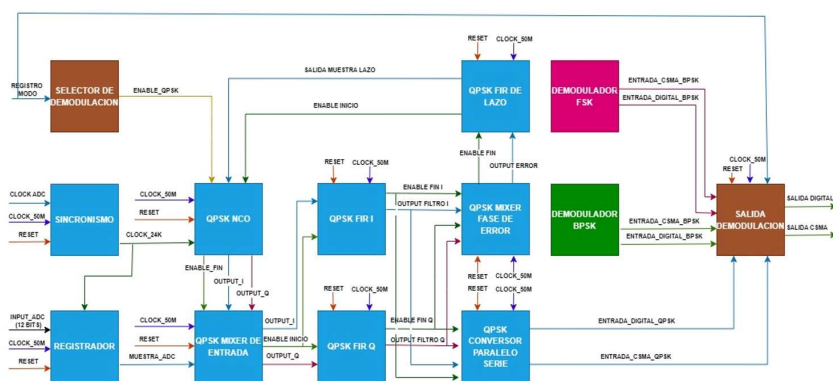 RESET
CLOCK_50M
REGISTRO
MODO
SELECTOR DE
DEMODULACION
ENABLE_QPSK
SALIDA MUESTRA LAZO
ENABLE INICIO
QPSK FIR DE
LAZO
DEMODULADOR
FSK
ENTRADA_CSMA_BPSK
ENTRADA_DIGITAL_BPSK
ENABLE FIN
OUTPUT ERROR
CLOCK ADC
CLOCK_50M
RESET
SINCRONISMO
CLOCK_24K
CLOCK_50M
RESET
QPSK NCO
RESET
CLOCK_50M
QPSK FIR I
ENABLE FIN I
OUTPUT FILTRO I
QPSK MIXER
FASE DE
ERROR
DEMODULADOR
BPSK
ENTRADA_CSMA_BPSK
ENTRADA_DIGITAL_BPSK
RESET
CLOCK_50M
SALIDA
DEMODULACION
SALIDA DIGITAL
SALIDA CSMA
ENABLE_FIN
OUTPUT_I
OUTPUT_Q
RESET
CLOCK_50M
RESET
CLOCK_50M
RESET
CLOCK_50M
INPUT_ADC
(12 BITS)
CLOCK_50M
RESET
REGISTRADOR
MUESTRA_ADC
CLOCK_50M
RESET
QPSK MIXER DE
ENTRADA
OUTPUT_I
ENABLE INICIO
OUTPUT_Q
QPSK FIR Q
ENABLE FIN Q
OUTPUT FILTRO Q
QPSK
CONVERSOR
PARALELO
SERIE
ENTRADA_DIGITAL_QPSK
ENTRADA_CSMA_QPSK